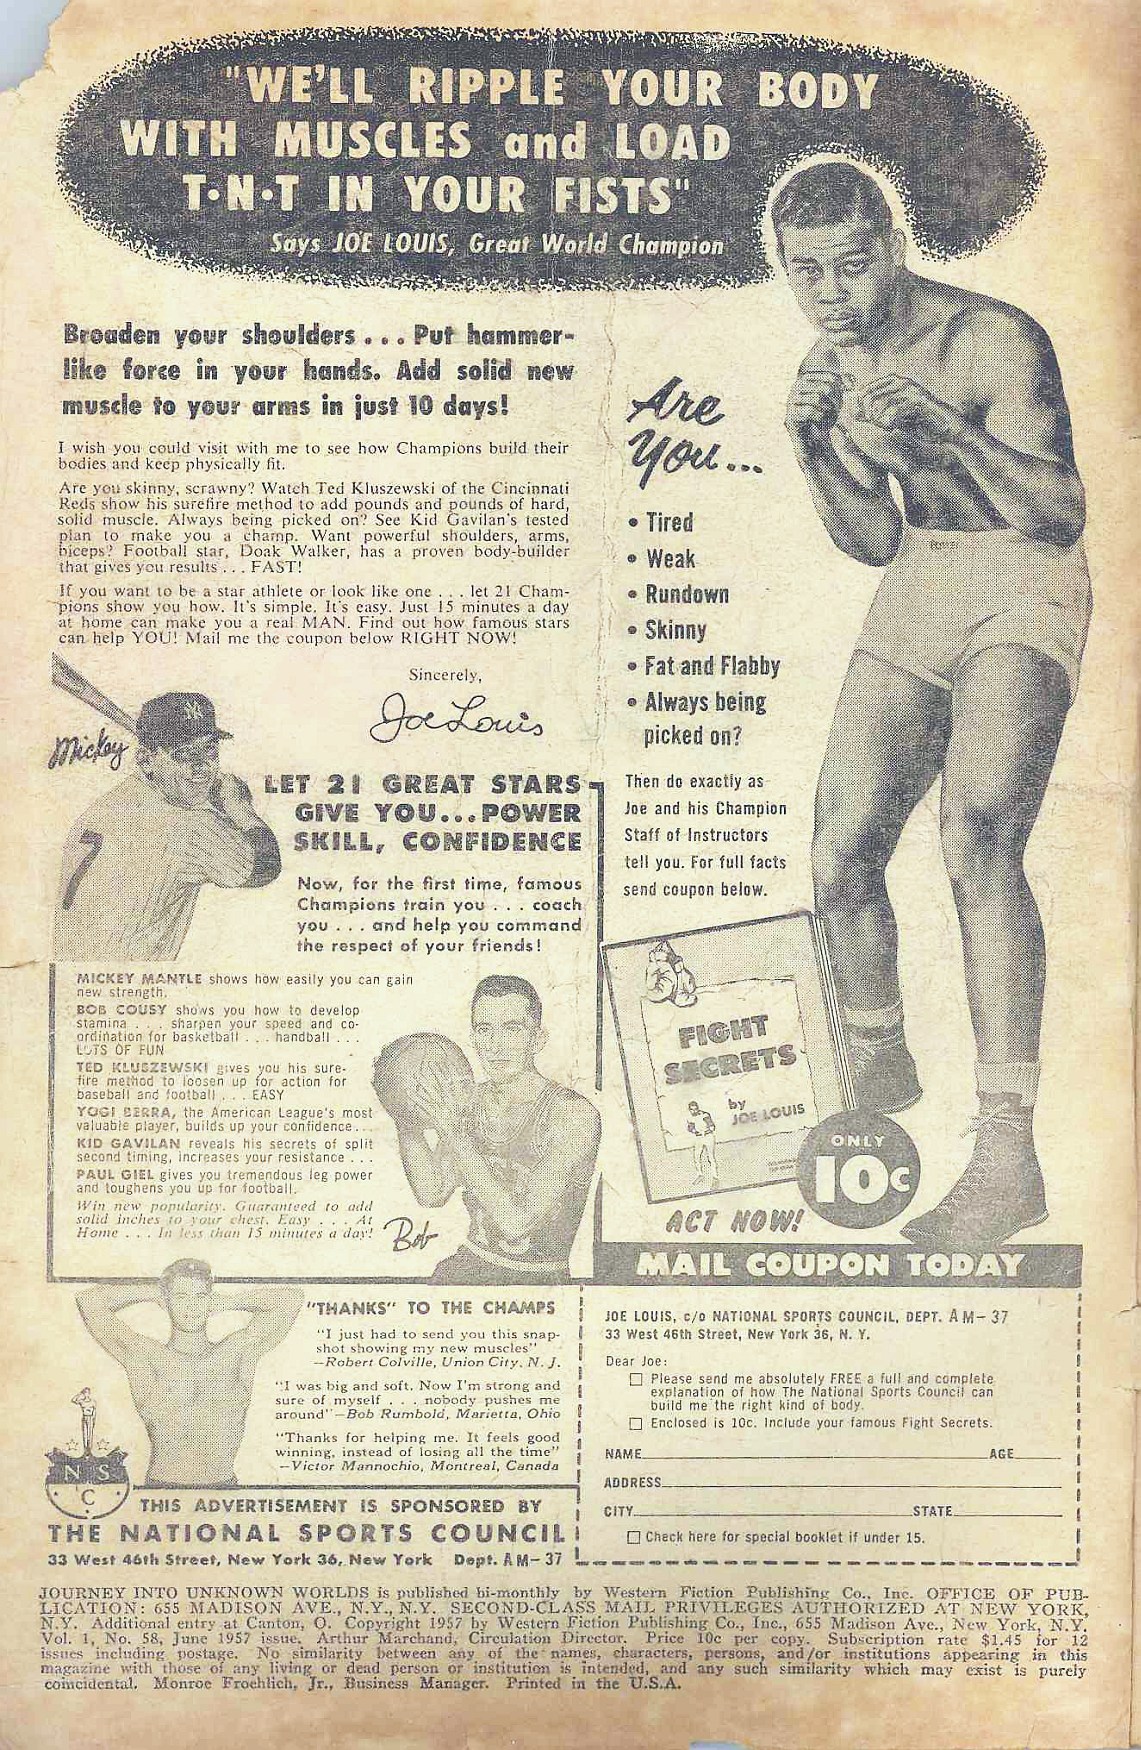 "WE'LL RIPPLE YOUR BODY
WITH MUSCLES and LOAD
T·N·T IN YOUR FISTS"
Says JOE LOUIS, Great World Champion
Broaden your shoulders . . . Put hammer-
like force in your hands. Add solid new
muscle to your arms in just 10 days!
I wish you could visit with me to see how Champions build their
bodies and keep physically fit.
Are you skinny, scrawny? Watch Ted Kluszewski of the Cincinnati
Reds show his surefire method to add pounds and pounds of hard,
solid muscle. Always being picked on? See Kid Gavilan's tested
plan to make you a champ. Want powerful shoulders, arms,
biceps? Football star, Doak Walker, has a proven body-builder
that gives you results . . . FAST!
If you want to be a star athlete or look like one . . . let 21 Cham-
pions show you how. It's simple. It's easy. Just 15 minutes a day
at home can make you a real MAN. Find out how famous stars
can help YOU! Mail me the coupon below RIGHT NOW!
Sincerely,
Joe Louis
Are
You...
• Tired
• Weak
• Rundown
• Skinny
• Fat and Flabby
• Always being
picked on?
Then do exactly as
Joe and his Champion
Staff of Instructors
tell you. For full facts
send coupon below.
Mickey
NY
7
LET 21 GREAT STARS
GIVE YOU...POWER
SKILL, CONFIDENCE
Now, for the first time, famous
Champions train you . . . coach
you . . . and help you command
the respect of your friends!
MICKEY MANTLE shows how easily you can gain
new strength.
BOB COUSY shows you how to develop
stamina . . . sharpen your speed and co-
ordination for basketball . . . handball . . .
LOTS OF FUN
TED KLUSZEWSKI gives you his sure-
fire method to loosen up for action for
baseball and football . . . EASY
YOGI BERRA, the American League's most
valuable player, builds up your confidence...
KID GAVILAN reveals his secrets of split
second timing, increases your resistance . . .
PAUL GIEL gives you tremendous leg power
and toughens you up for football.
Win new popularity. Guaranteed to add
solid inches to your chest. Easy . . . At
Home . . . In less than 15 minutes a day!
Bob
FIGHT
SECRETS
by
JOE LOUIS
ONLY
10c
ACT NOW!
MAIL COUPON TODAY
"THANKS" TO THE CHAMPS
"I just had to send you this snap-
shot showing my new muscles"
—Robert Colville, Union City, N. J.
"I was big and soft. Now I'm strong and
sure of myself . . . nobody pushes me
around"—Bob Rumbold, Marietta, Ohio
"Thanks for helping me. It feels good
winning, instead of losing all the time"
—Victor Mannochio, Montreal, Canada
N S
C
THIS ADVERTISEMENT IS SPONSORED BY
THE NATIONAL SPORTS COUNCIL
33 West 46th Street, New York 36, New York Dept. AM-37
JOE LOUIS, c/o NATIONAL SPORTS COUNCIL, DEPT. AM-37
33 West 46th Street, New York 36, N. Y.
Dear Joe:
☐ Please send me absolutely FREE a full and complete
explanation of how The National Sports Council can
build me the right kind of body.
☐ Enclosed is 10c. Include your famous Fight Secrets.
NAME AGE
ADDRESS
CITY STATE
☐ Check here for special booklet if under 15.
JOURNEY INTO UNKNOWN WORLDS is published bi-monthly by Western Fiction Publishing Co., Inc. OFFICE OF PUB-
LICATION: 655 MADISON AVE., N.Y., N.Y. SECOND-CLASS MAIL PRIVILEGES AUTHORIZED AT NEW YORK,
N.Y. Additional entry at Canton, O. Copyright 1957 by Western Fiction Publishing Co., Inc., 655 Madison Ave., New York, N.Y.
Vol. 1, No. 58, June 1957 issue. Arthur Marchand, Circulation Director. Price 10c per copy. Subscription rate $1.45 for 12
issues including postage. No similarity between any of the names, characters, persons, and/or institutions appearing in this
magazine with those of any living or dead person or institution is intended, and any such similarity which may exist is purely
coincidental. Monroe Froehlich, Jr., Business Manager. Printed in the U.S.A.